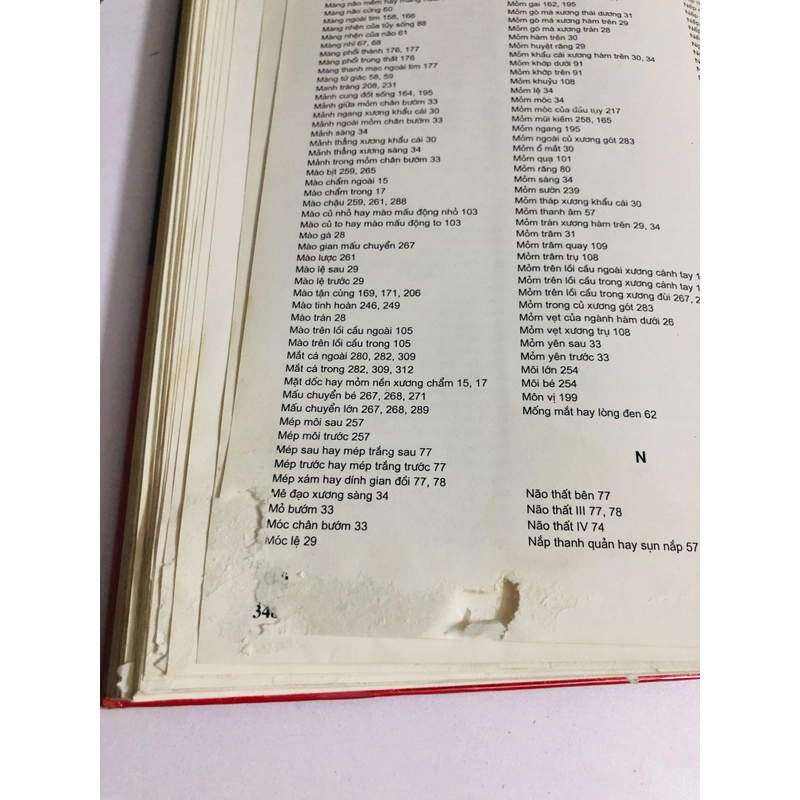 Màng não cứng 60
Màng ngoài tim 158, 166
Màng nhện của tủy sống 88
Màng nhện của não 61
Màng nhĩ 67, 68
Màng phổi thành 176, 177
Màng phổi trung thất 176
Màng thanh mạc ngoài tim 177
Màng tứ giác 58, 59
Manh tràng 208, 231
Mảnh cung đốt sống 164, 195
Mảnh giữa mỏm chân bướm 33
Mảnh ngang xương khẩu cái 30
Mảnh ngoài mỏm chân bướm 33
Mảnh sàng 34
Mảnh thẳng xương khẩu cái 30
Mảnh thẳng xương sàng 34
Mảnh trong mỏm chân bướm 33
Mào bịt 259, 265
Mào chẩm ngoài 15
Mào chẩm trong 17
Mào chậu 259, 261, 288
Mào củ nhỏ hay mào mấu động nhỏ 103
Mào củ to hay mào mấu động to 103
Mào gà 28
Mào gian mấu chuyển 267
Mào lược 261
Mào lệ sau 29
Mào lệ trước 29
Mào tận cùng 169, 171, 206
Mào tinh hoàn 246, 249
Mào trán 28
Mào trên lồi cầu ngoài 105
Mào trên lồi cầu trong 105
Mắt cá ngoài 280, 282, 309
Mắt cá trong 282, 309, 312
Mặt dốc hay mỏm nền xương chẩm 15, 17
Mấu chuyển bé 267, 268, 271
Mấu chuyển lớn 267, 268, 289
Mép môi sau 257
Mép môi trước 257
Mép sau hay mép trắng sau 77
Mép trước hay mép trắng trước 77
Mép xám hay dính gian đồi 77, 78
Mê đạo xương sàng 34
Mỏ bướm 33
Móc chân bướm 33
Móc lệ 29
Mỏm gai 162, 195
Mỏm gò má xương thái dương 31
Mỏm gò má xương hàm trên 29
Mỏm gò má xương trán 28
Mỏm hàm trên 30
Mỏm huyệt răng 29
Mỏm khẩu cái xương hàm trên 30, 34
Mỏm khớp dưới 91
Mỏm khớp trên 91
Mỏm khuỷu 108
Mỏm lệ 34
Mỏm móc 34
Mỏm móc của đầu tụy 217
Mỏm mũi kiếm 258, 165
Mỏm ngang 195
Mỏm ngoài củ xương gót 283
Mỏm ổ mắt 30
Mỏm quạ 101
Mỏm răng 80
Mỏm sàng 34
Mỏm sườn 239
Mỏm tháp xương khẩu cái 30
Mỏm thanh âm 57
Mỏm trán xương hàm trên 29, 34
Mỏm trâm 31
Mỏm trâm quay 109
Mỏm trâm trụ 108
Mỏm trên lồi cầu ngoài xương cánh tay 1
Mỏm trên lồi cầu trong xương cánh tay 1
Mỏm trên lồi cầu trong xương đùi 267, 2
Mỏm trong củ xương gót 283
Mỏm vẹt của ngành hàm dưới 26
Mỏm vẹt xương trụ 108
Mỏm yên sau 33
Mỏm yên trước 33
Môi lớn 254
Môi bé 254
Môn vị 199
Mống mắt hay lòng đen 62
N
Não thất bên 77
Não thất III 77, 78
Não thất IV 74
Nắp thanh quản hay sụn nắp 57